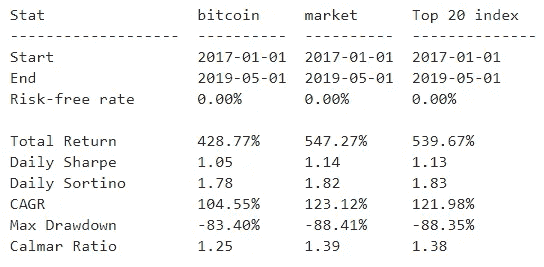 Stat bitcoin market Top 20 index
------------------- ---------- ---------- --------------
Start 2017-01-01 2017-01-01 2017-01-01
End 2019-05-01 2019-05-01 2019-05-01
Risk-free rate 0.00% 0.00% 0.00%
Total Return 428.77% 547.27% 539.67%
Daily Sharpe 1.05 1.14 1.13
Daily Sortino 1.78 1.82 1.83
CAGR 104.55% 123.12% 121.98%
Max Drawdown -83.40% -88.41% -88.35%
Calmar Ratio 1.25 1.39 1.38